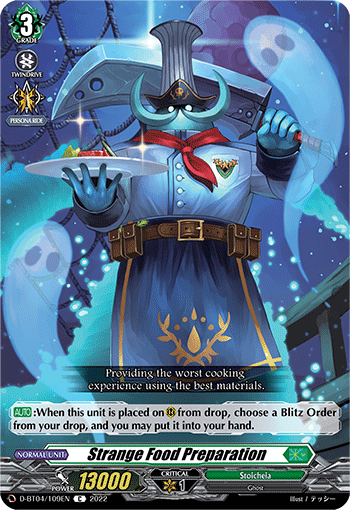 3
GRADE
TWINDRIVE
PERSONA RIDE
Providing the worst cooking
experience using the best materials.
AUTO :When this unit is placed on R from drop, choose a Blitz Order
from your drop, and you may put it into your hand.
NORMAL UNIT
Strange Food Preparation
POWER 13000
CRITICAL
1
Stoicheia
Ghost
D-BT04/109EN C 2022
Illust / テッシー